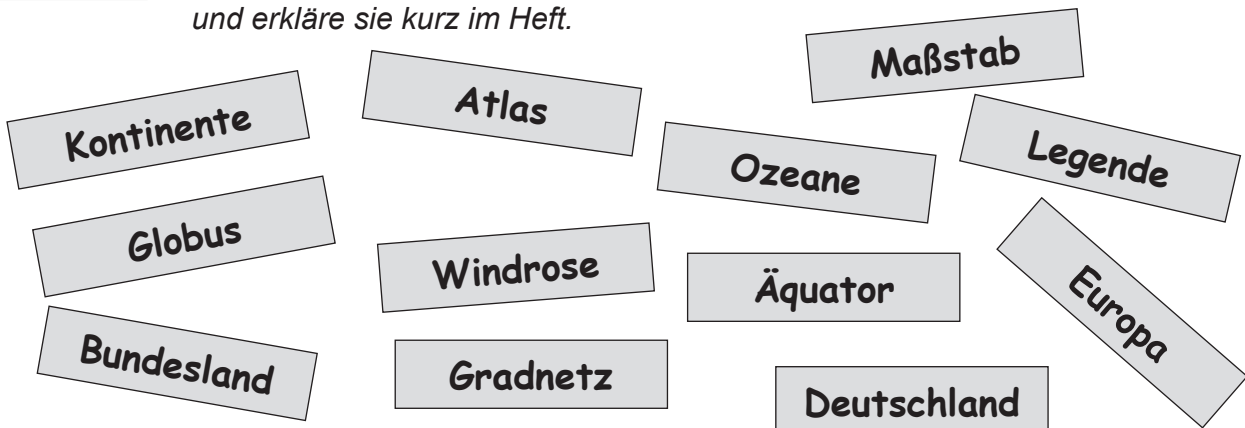 und erkläre sie kurz im Heft.
Maßstab
Atlas
Kontinente
Ozeane
Legende
Globus
Windrose
Äquator
Europa
Bundesland
Gradnetz
Deutschland